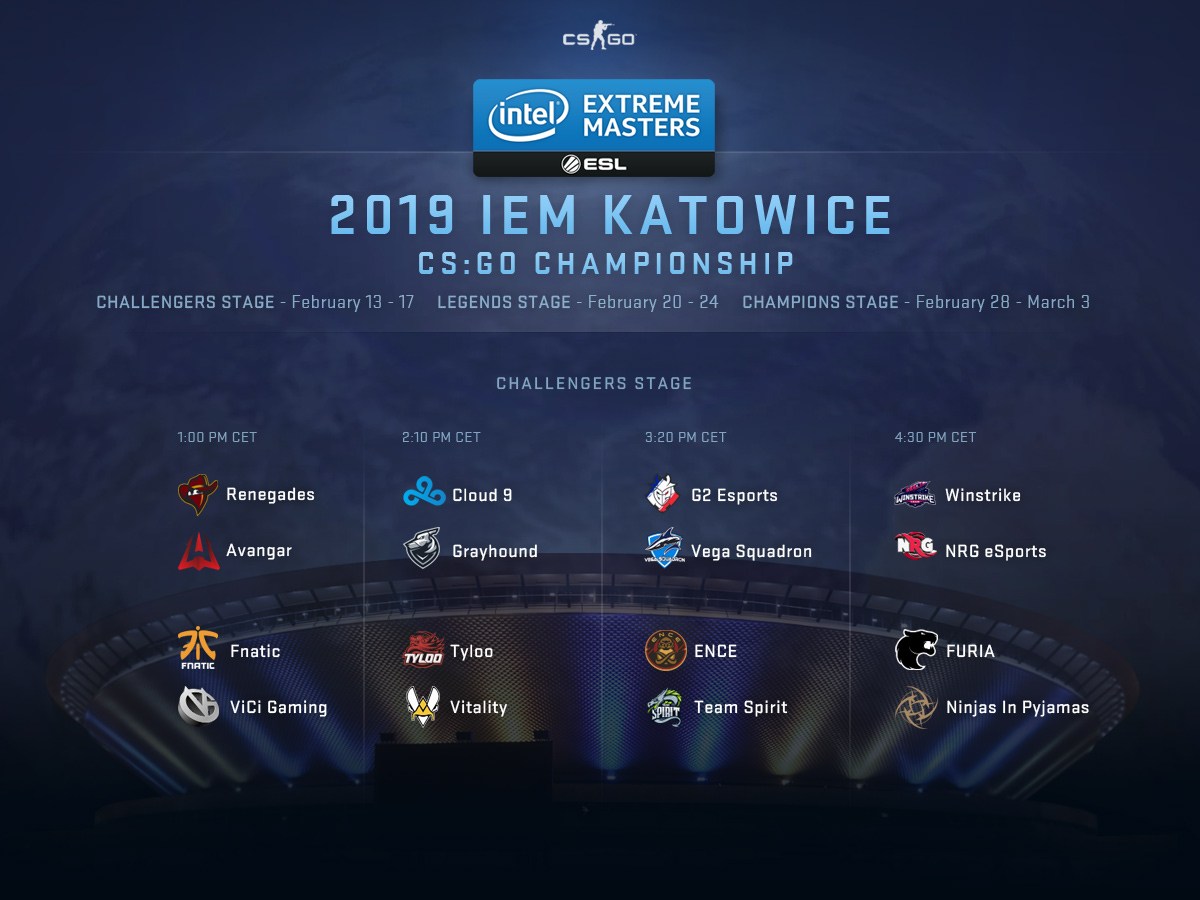 CS GO
intel EXTREME
MASTERS
ESL
2019 IEM KATOWICE
CS:GO CHAMPIONSHIP
CHALLENGERS STAGE - February 13 - 17 LEGENDS STAGE - February 20 - 24 CHAMPIONS STAGE - February 28 - March 3
CHALLENGERS STAGE
1:00 PM CET 2:10 PM CET 3:20 PM CET 4:30 PM CET
Renegades Cloud 9 G2 Esports WINSTRIKE Winstrike
Avangar Grayhound VEGA SQUADRON Vega Squadron NRG NRG eSports
FNATIC Fnatic TYLOO Tyloo ENCE ENCE FURIA
ViCi Gaming Vitality SPIRIT Team Spirit Ninjas In Pyjamas